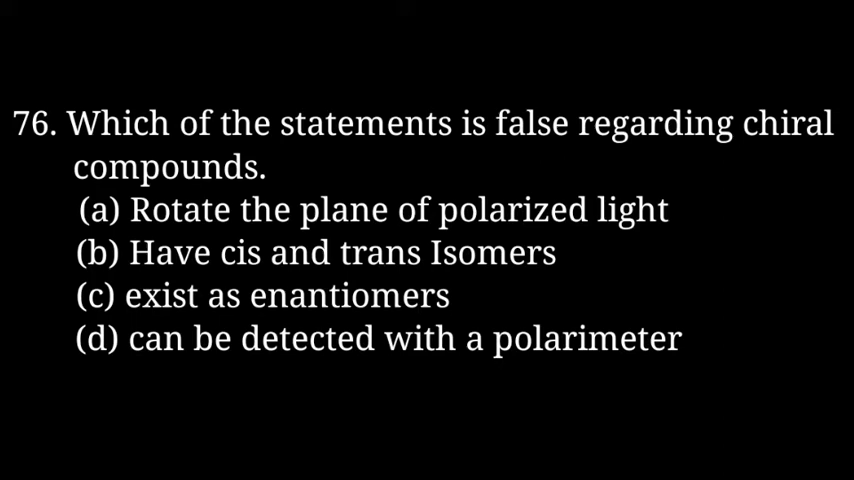 76. Which of the statements is false regarding chiral
compounds.
(a) Rotate the plane of polarized light
(b) Have cis and trans Isomers
(c) exist as enantiomers
(d) can be detected with a polarimeter